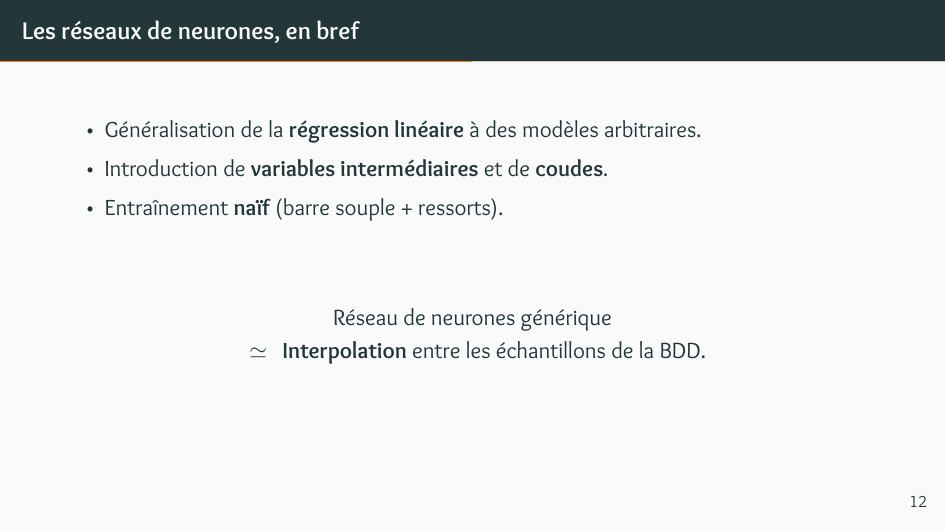 Les réseaux de neurones, en bref
• Généralisation de la régression linéaire à des modèles arbitraires.
• Introduction de variables intermédiaires et de coudes.
• Entraînement naïf (barre souple + ressorts).
Réseau de neurones générique
≃ Interpolation entre les échantillons de la BDD.
12